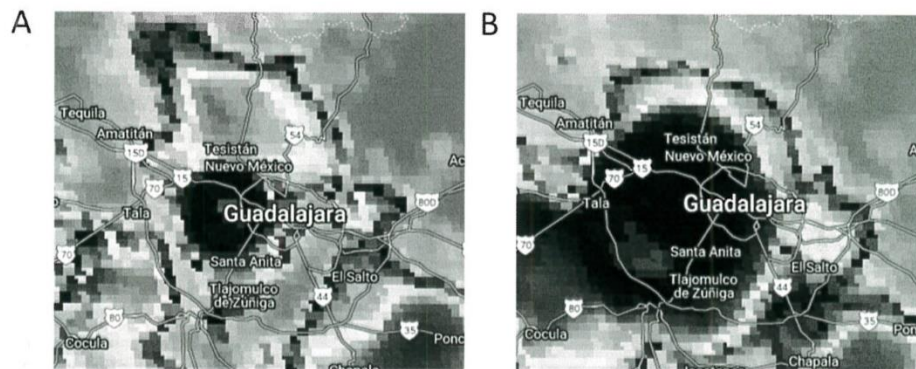 A
Tequila
Amatitán
15D
54
Tesistán
Nuevo México
70
15
Tala
Guadalajara
80D
70
Santa Anita
El Salto
Tlajomulco
de Zúñiga
44
80
35
Cocula
Ponc
Chapala
B
Tequila
Amatitán
15D
54
Tesistán
Nuevo México
70
15
Tala
Guadalajara
80D
70
Santa Anita
El Salto
Tlajomulco
de Zúñiga
44
80
35
Cocula
Pon
Chapala